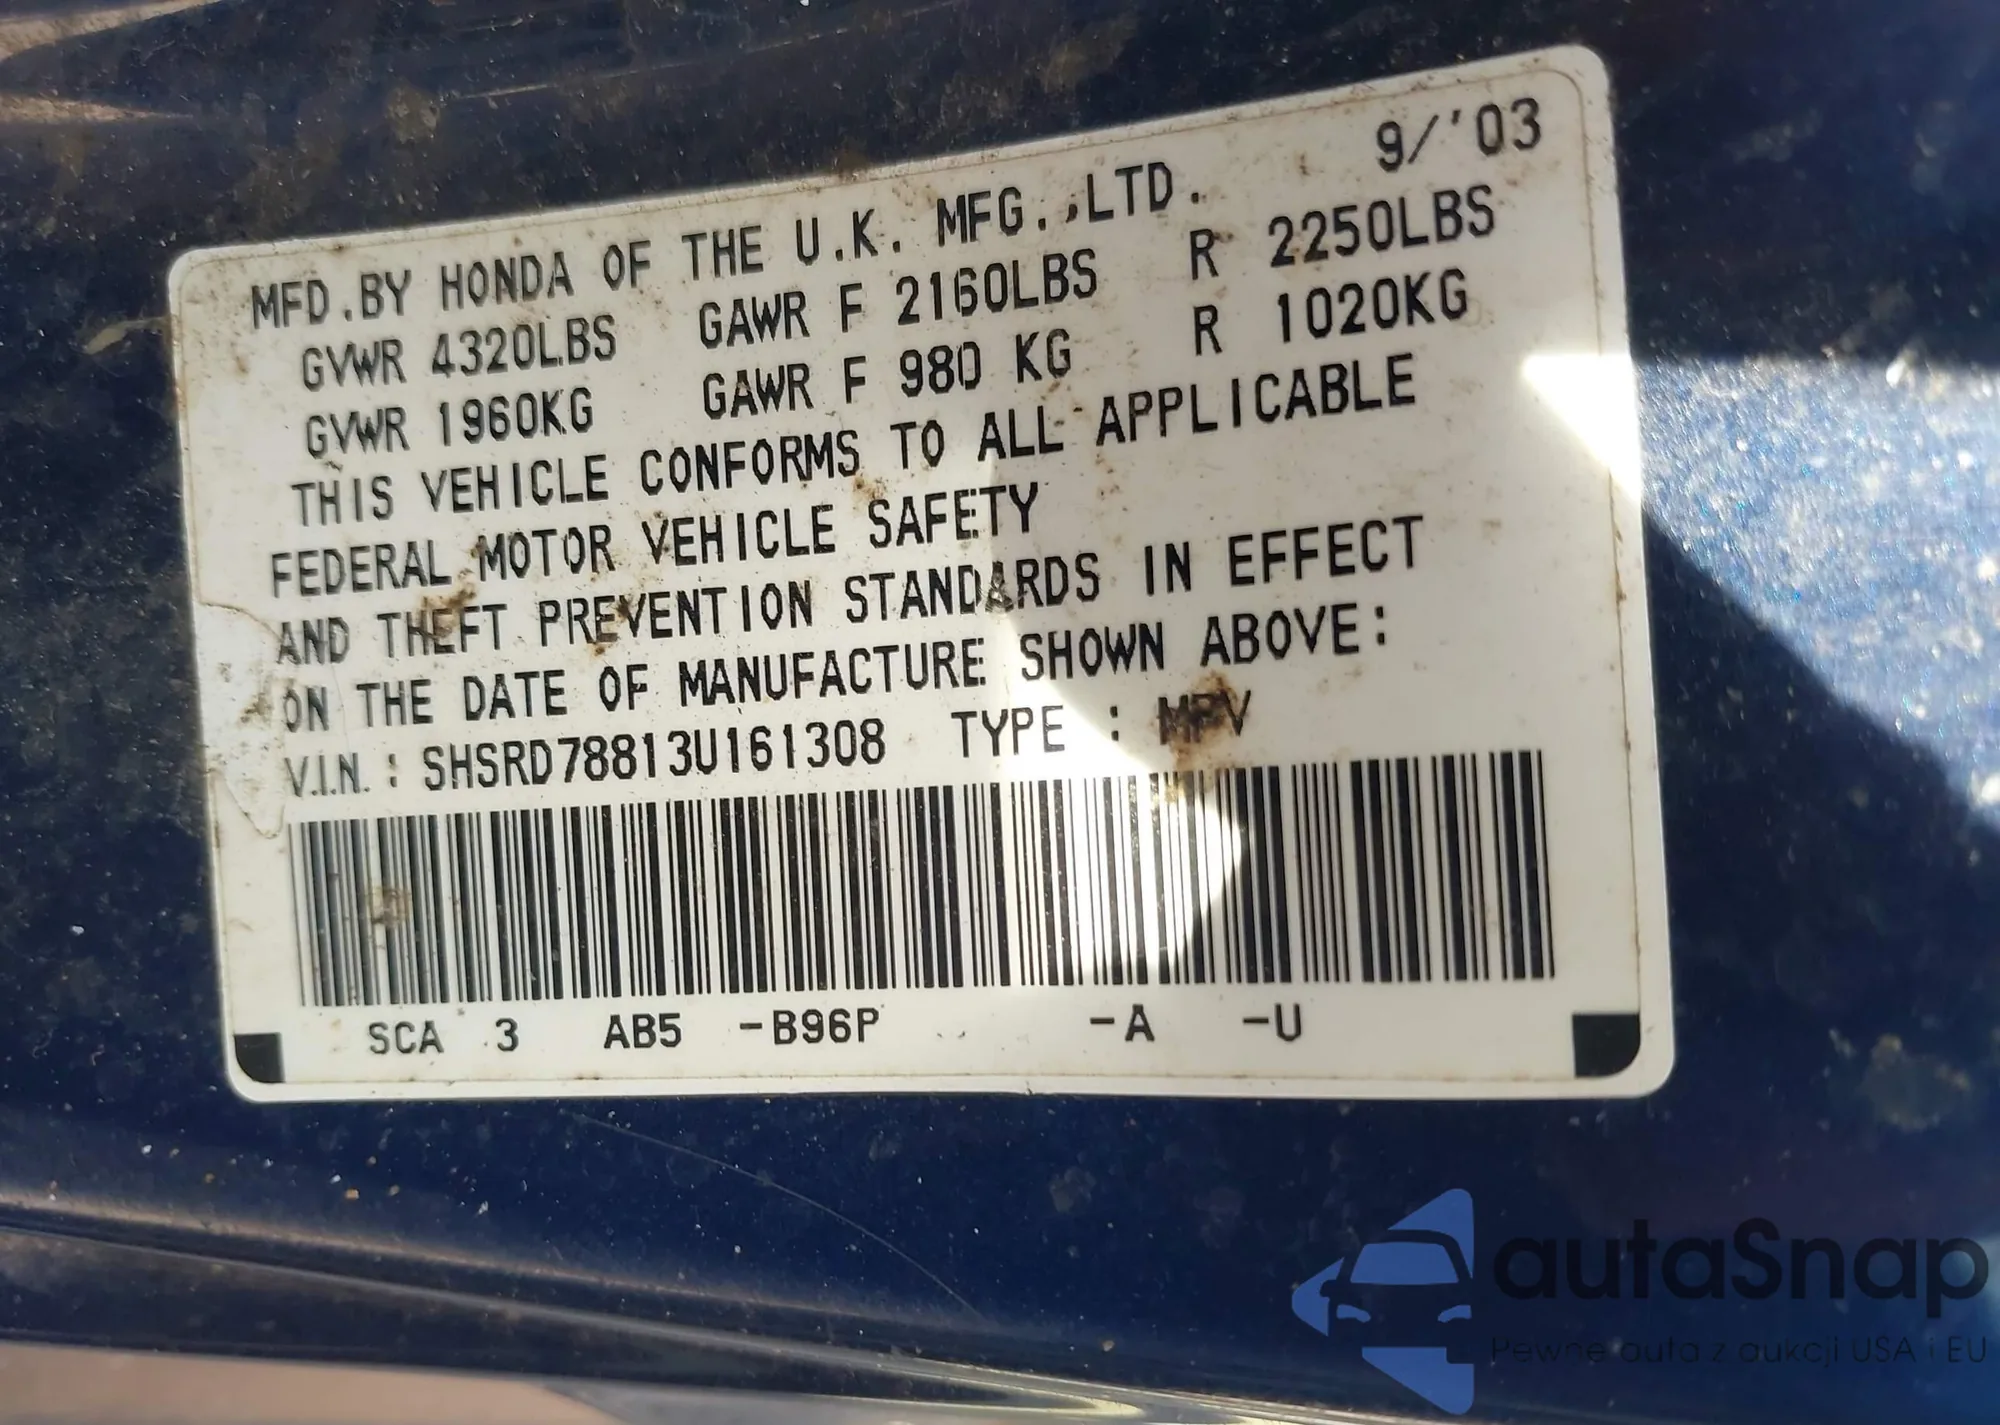 9/'03
MFD.BY HONDA OF THE U.K. MFG.,LTD.
GVWR 4320LBS GAWR F 2160LBS R 2250LBS
GVWR 1960KG GAWR F 980 KG R 1020KG
THIS VEHICLE CONFORMS TO ALL APPLICABLE
FEDERAL MOTOR VEHICLE SAFETY
AND THEFT PREVENTION STANDARDS IN EFFECT
ON THE DATE OF MANUFACTURE SHOWN ABOVE:
V.I.N. : SHSRD78813U161308 TYPE : MPV
SCA 3 AB5 -B96P -A -U
autaSnap
Pewne auta z aukcji USA i EU